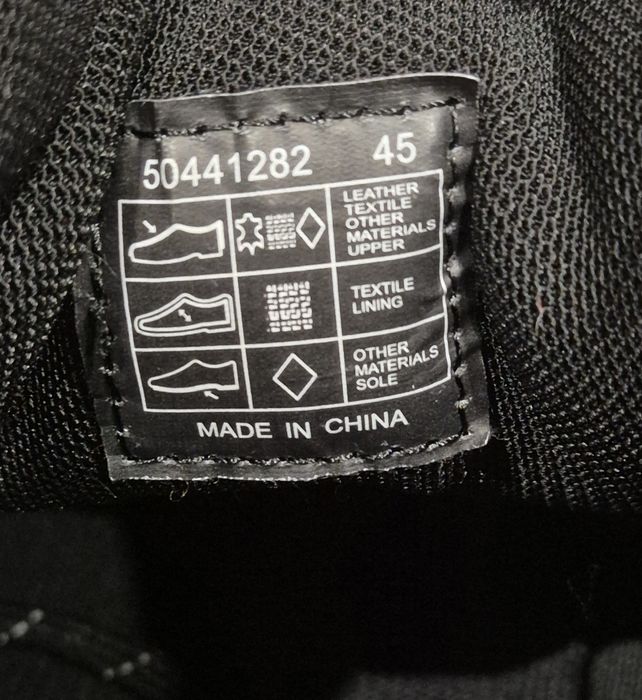 50441282 45
LEATHER
TEXTILE
OTHER
MATERIALS
UPPER
TEXTILE
LINING
OTHER
MATERIALS
SOLE
MADE IN CHINA